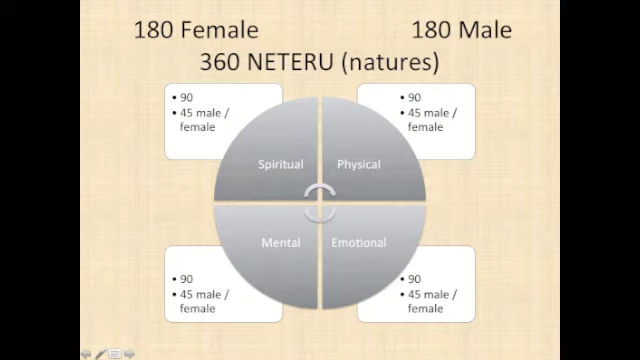 180 Female 180 Male
360 NETERU (natures)
• 90
• 45 male /
female
• 90
• 45 male /
female
Spiritual Physical
Mental Emotional
• 90
• 45 male /
female
• 90
• 45 male /
female